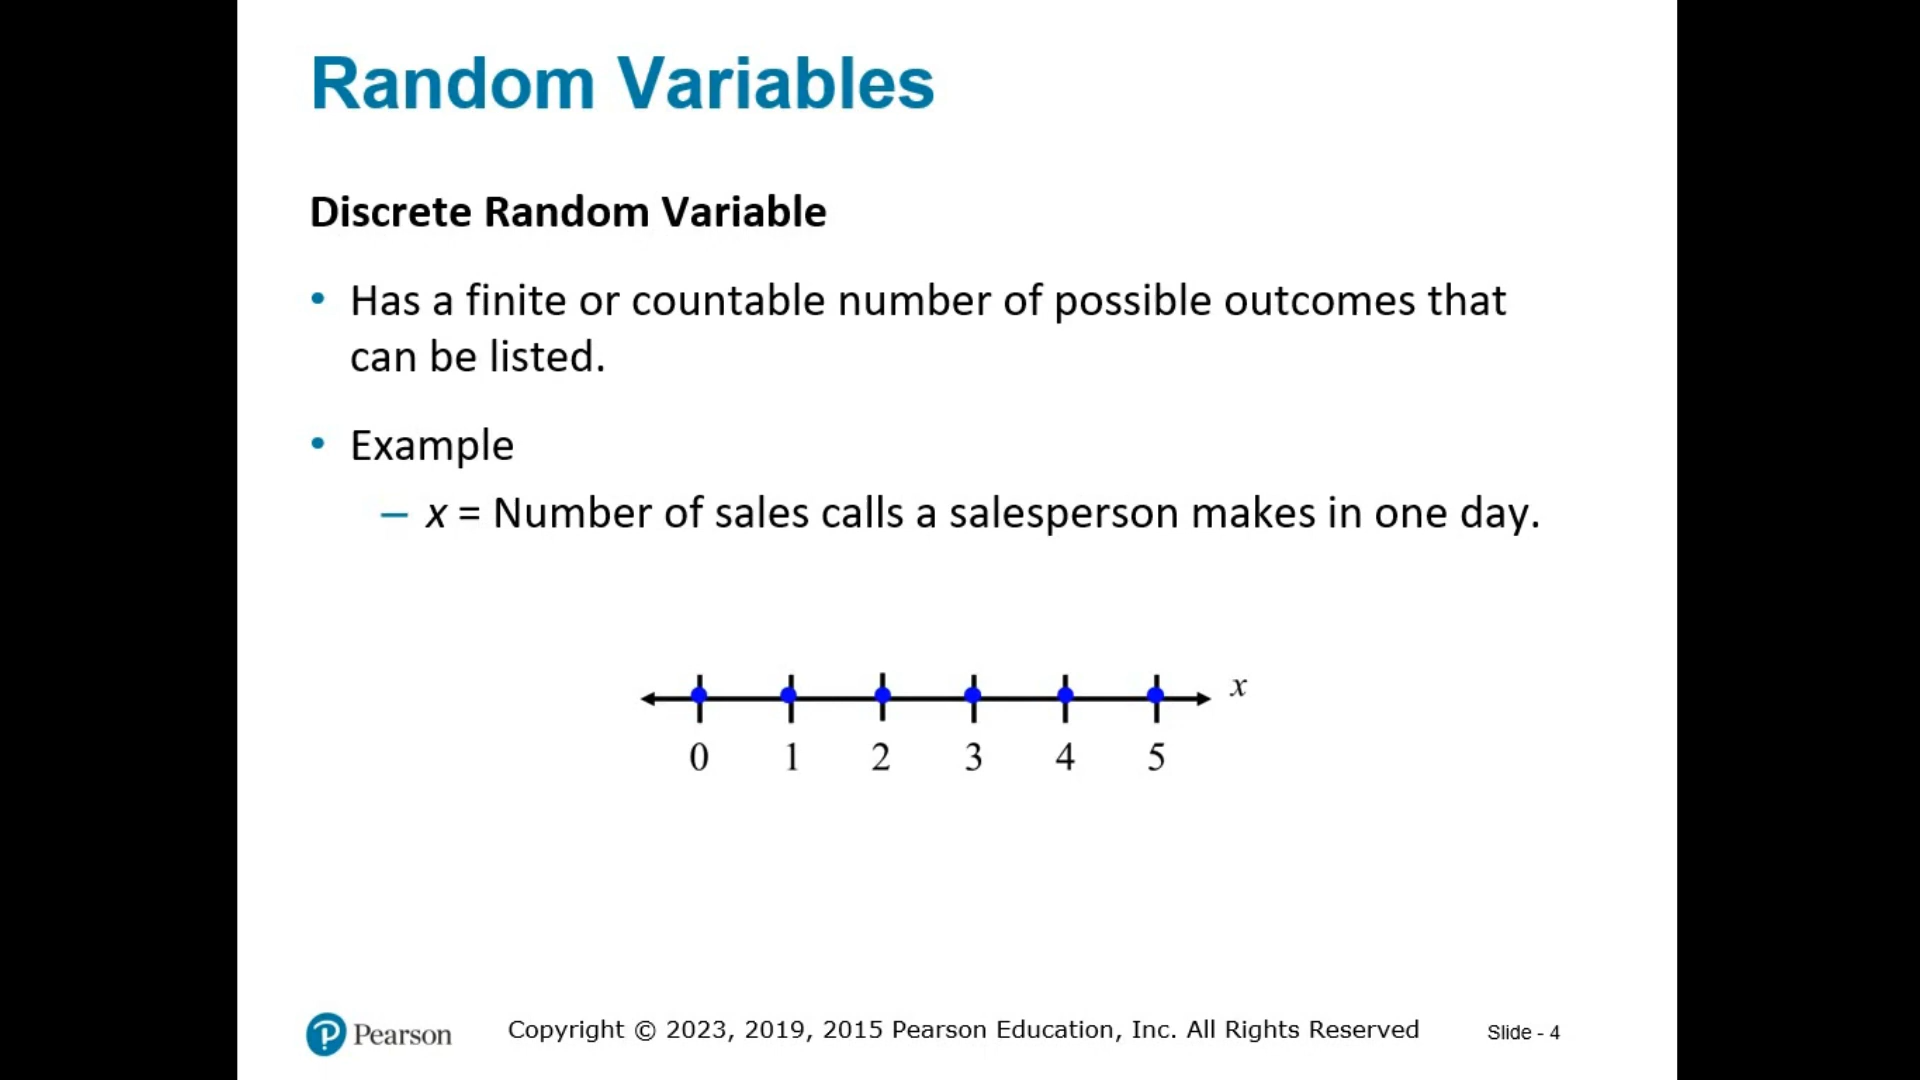 Random Variables
Discrete Random Variable
• Has a finite or countable number of possible outcomes that
can be listed.
• Example
– x = Number of sales calls a salesperson makes in one day.
x
0 1 2 3 4 5
Pearson Copyright © 2023, 2019, 2015 Pearson Education, Inc. All Rights Reserved Slide - 4